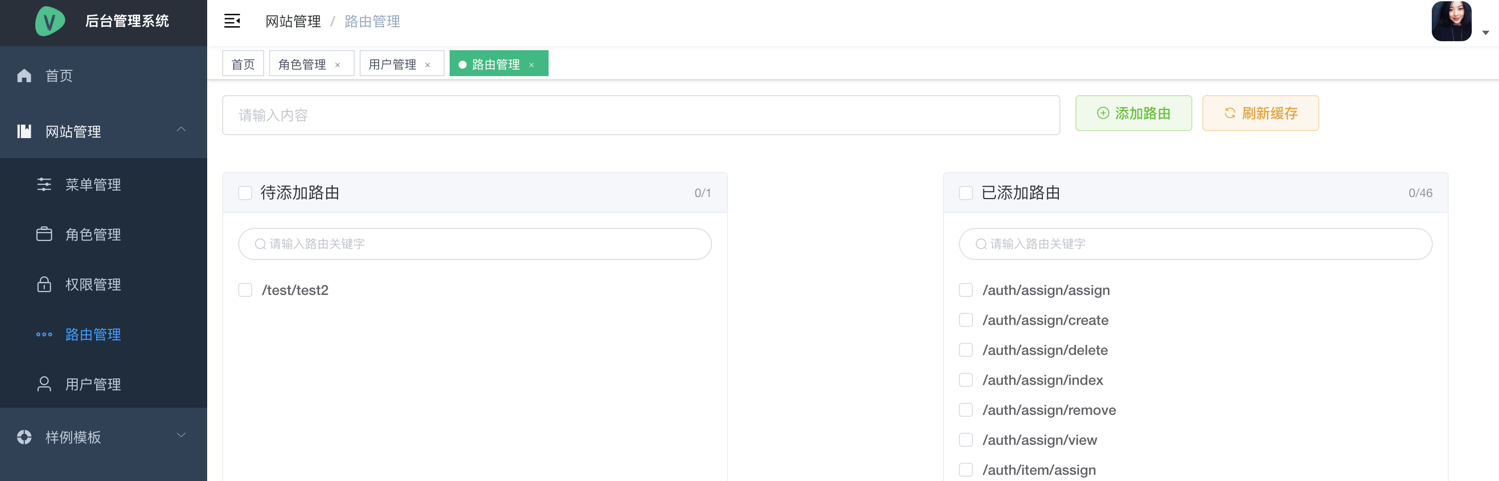 V 后台管理系统
首页
网站管理
菜单管理
角色管理
权限管理
路由管理
用户管理
样例模板
网站管理 / 路由管理
首页 角色管理 × 用户管理 × 路由管理 ×
请输入内容 添加路由 刷新缓存
待添加路由 0/1
请输入路由关键字
/test/test2
已添加路由 0/46
请输入路由关键字
/auth/assign/assign
/auth/assign/create
/auth/assign/delete
/auth/assign/index
/auth/assign/remove
/auth/assign/view
/auth/item/assign